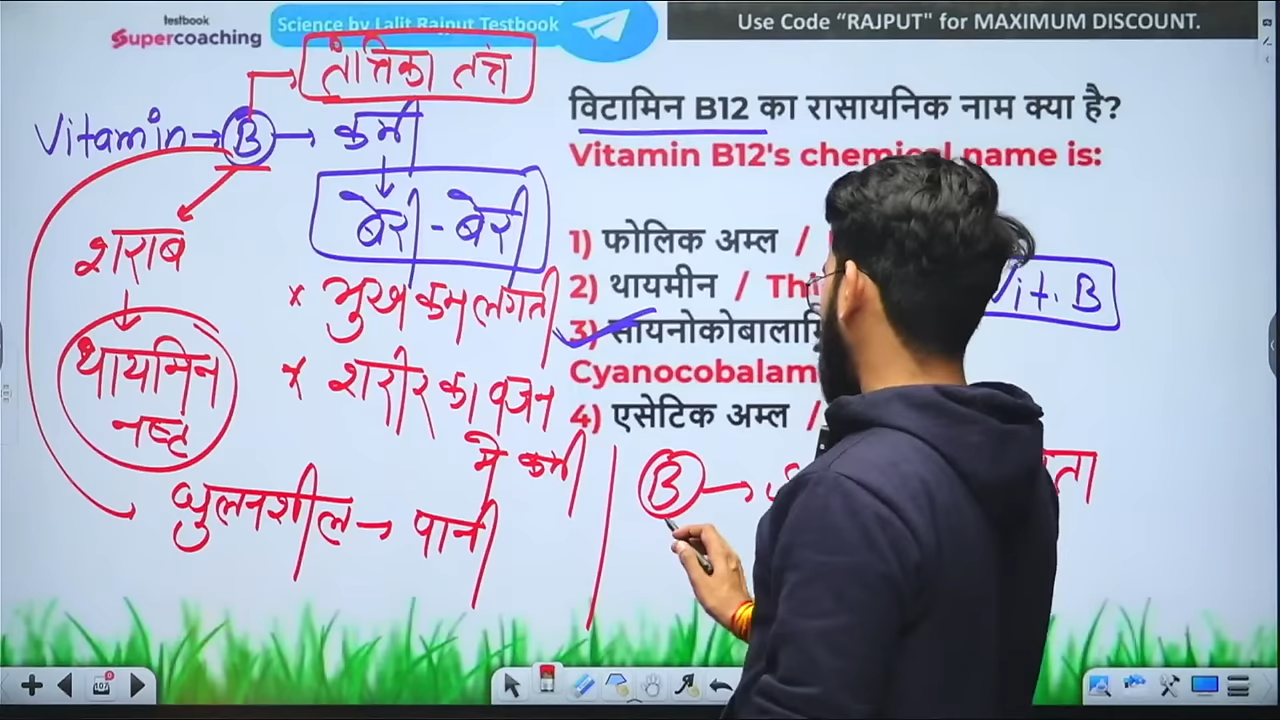 testbook
Supercoaching
Science by Lalit Rajput Testbook
Use Code “RAJPUT" for MAXIMUM DISCOUNT.
तंत्रिका तंत्र
Vitamin → B → कमी
बेरी - बेरी
शराब
थायमिन
नष्ट
× भुख कम लगती
× शरीर का वजन
मे कमी
घुलनशील → पानी
विटामिन B12 का रासायनिक नाम क्या है?
Vitamin B12's chemical name is:
1) फोलिक अम्ल /
2) थायमीन /
Vit. B
3)
Cyanocobalam
4) एसेटिक अम्ल /
B →
107